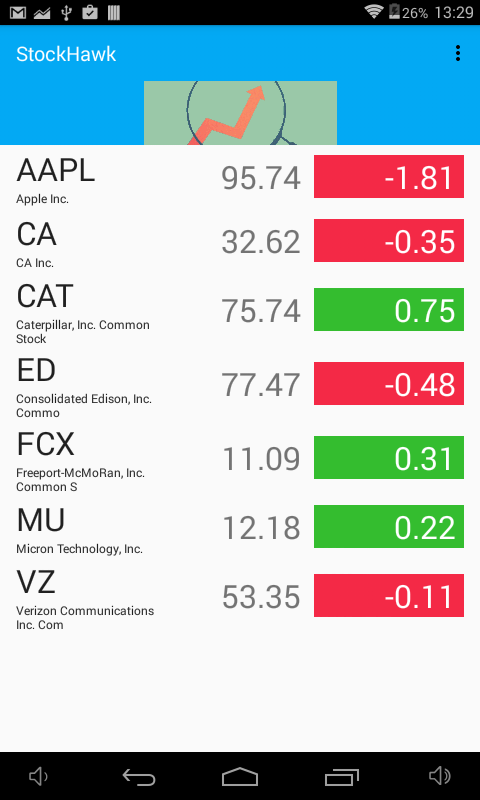 26% 13:29
StockHawk
AAPL 95.74 -1.81
Apple Inc.
CA 32.62 -0.35
CA Inc.
CAT 75.74 0.75
Caterpillar, Inc. Common
Stock
ED 77.47 -0.48
Consolidated Edison, Inc.
Commo
FCX 11.09 0.31
Freeport-McMoRan, Inc.
Common S
MU 12.18 0.22
Micron Technology, Inc.
VZ 53.35 -0.11
Verizon Communications
Inc. Com